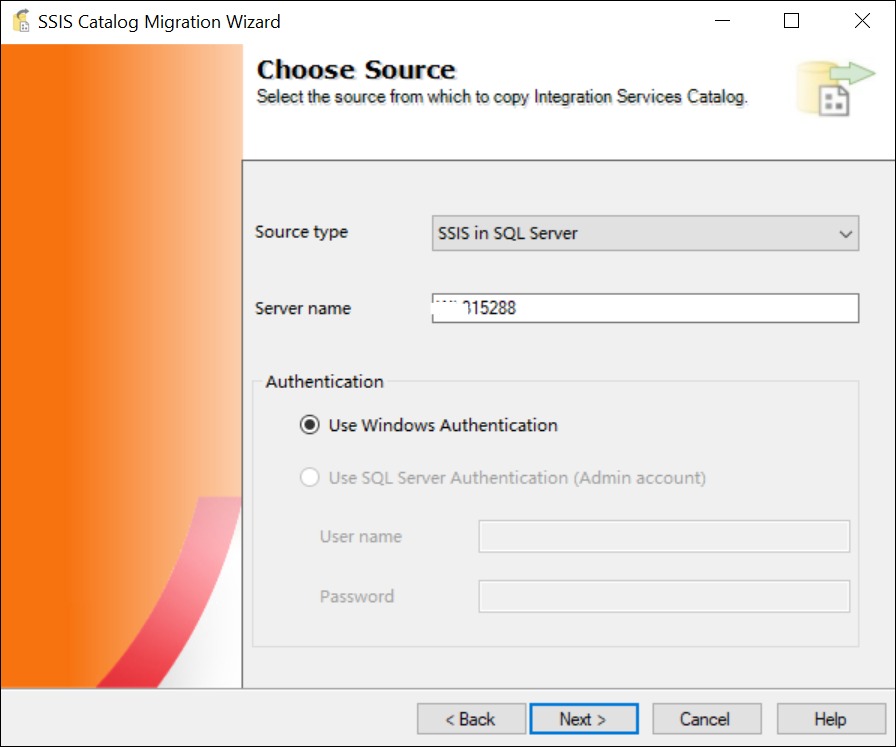 SSIS Catalog Migration Wizard
Choose Source
Select the source from which to copy Integration Services Catalog.
Source type
SSIS in SQL Server
Server name
315288
Authentication
Use Windows Authentication
Use SQL Server Authentication (Admin account)
User name
Password
< Back
Next >
Cancel
Help